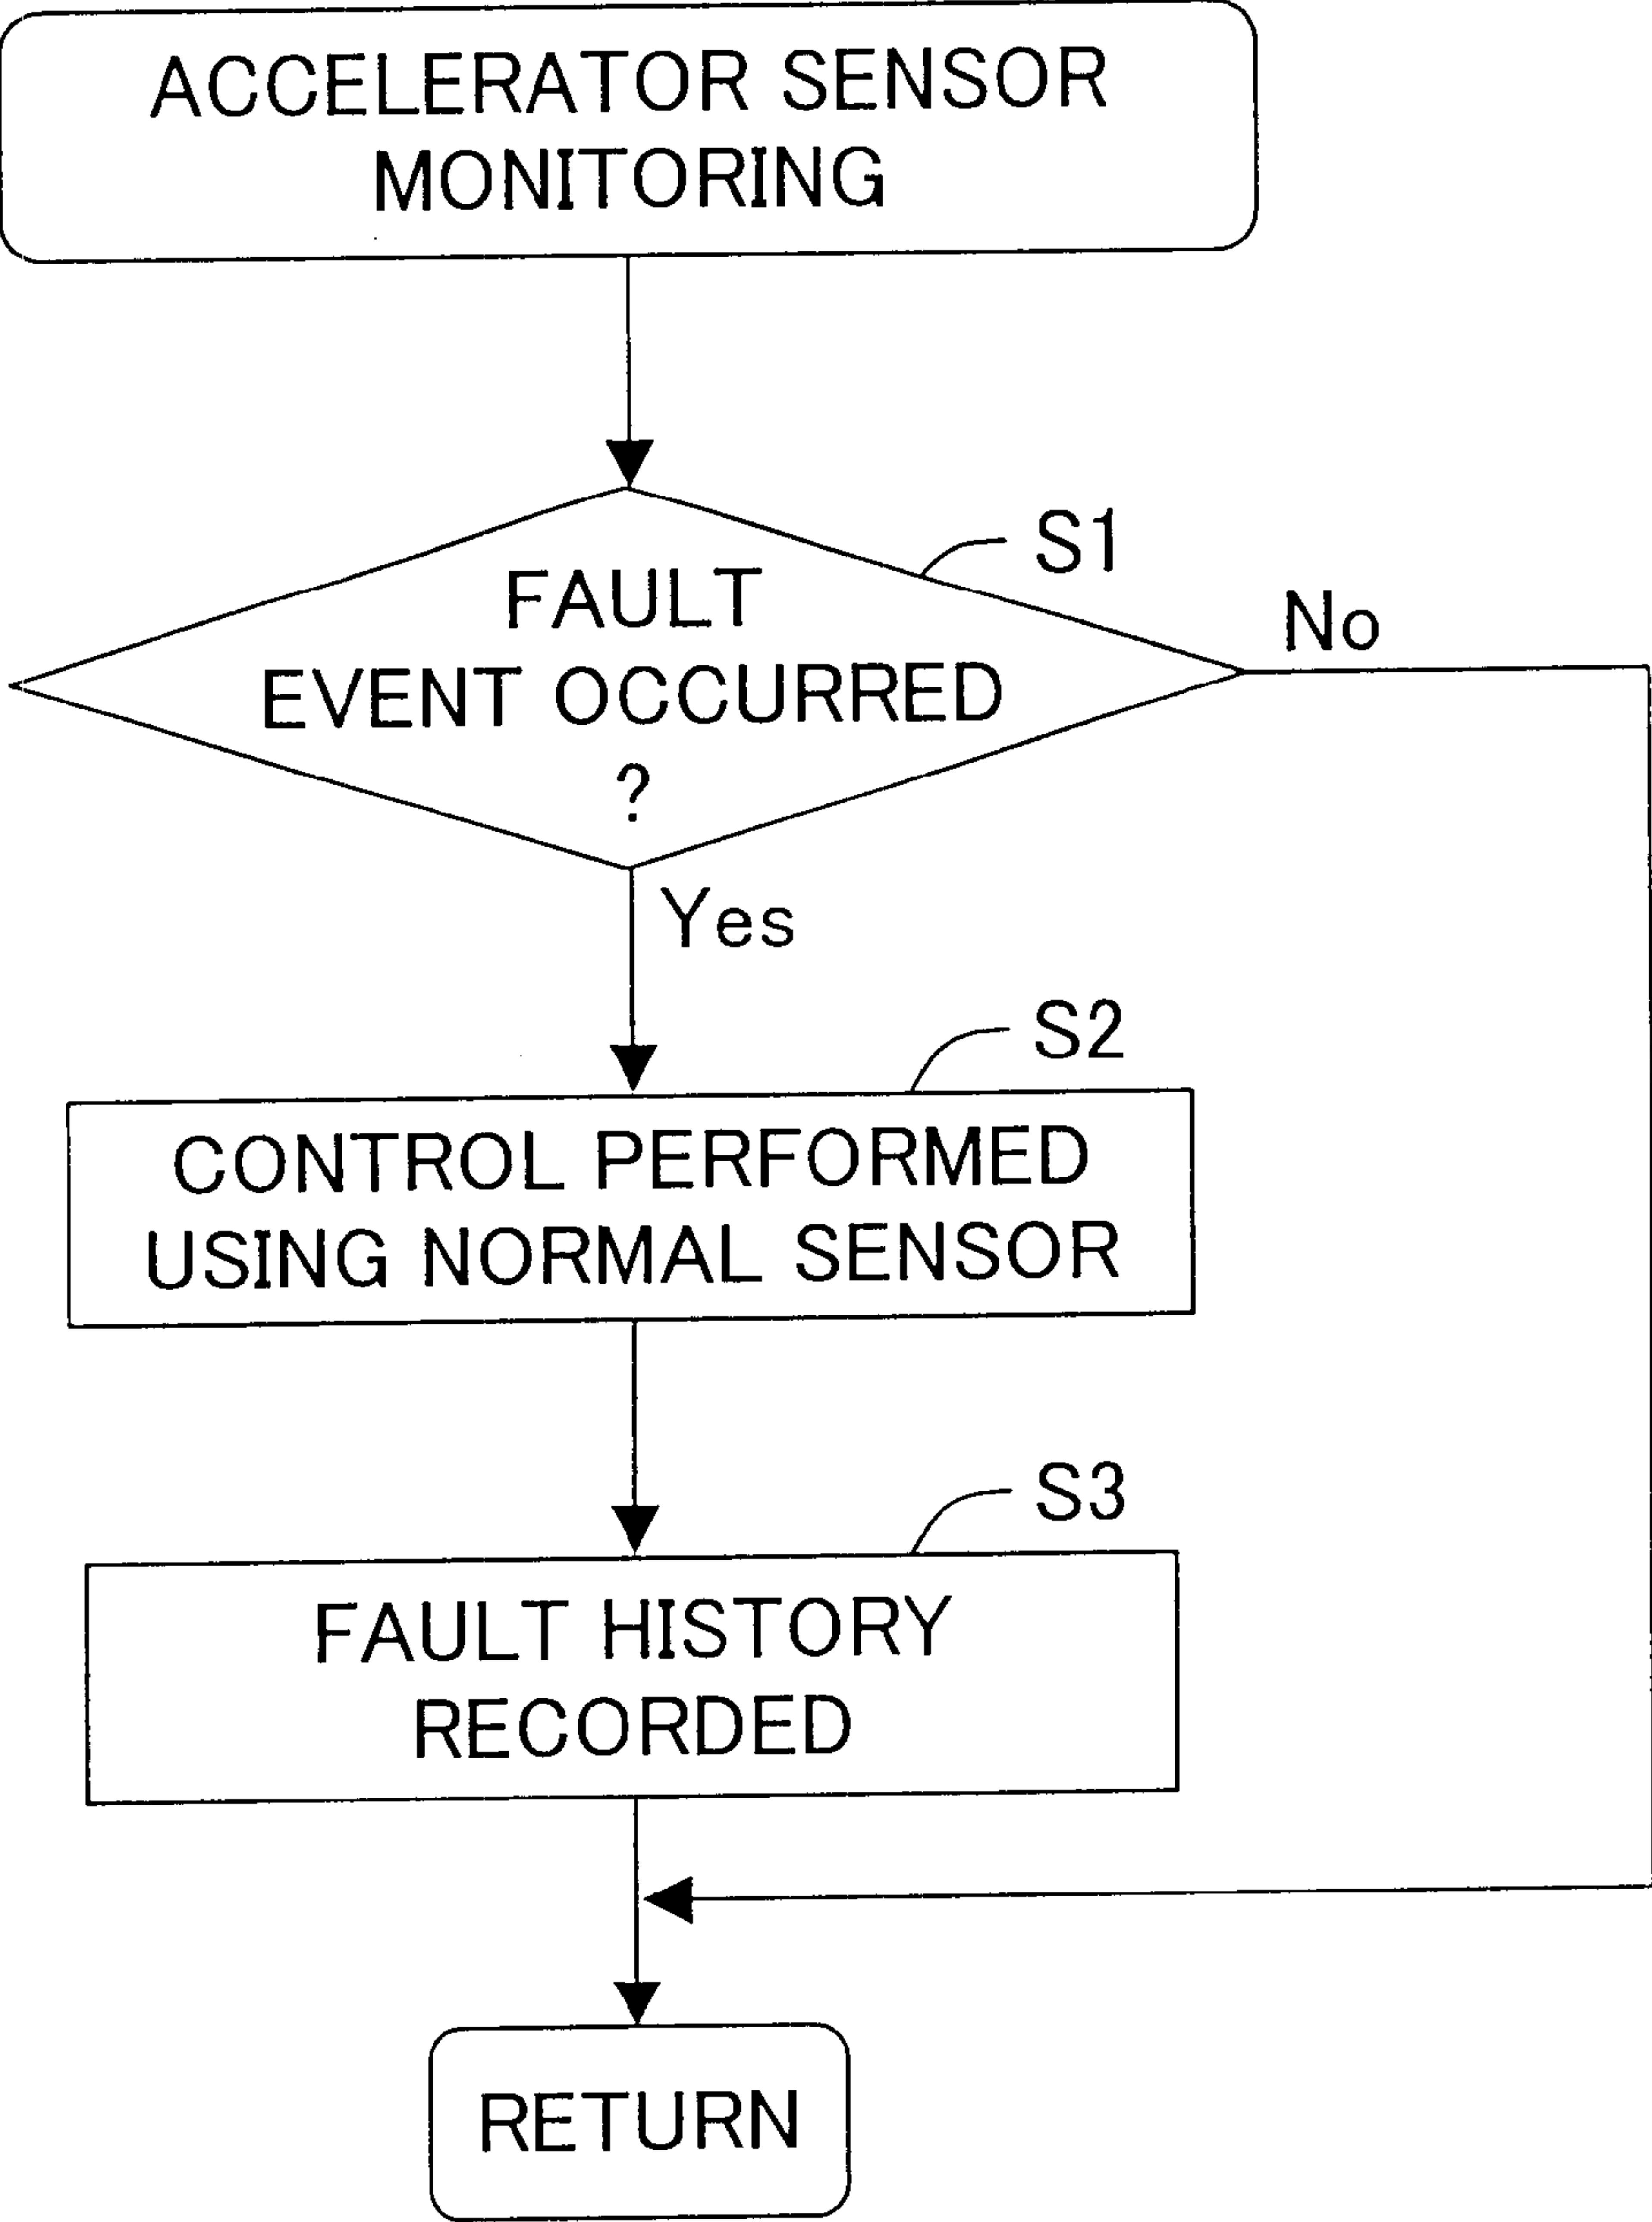 ACCELERATOR SENSOR
MONITORING
S1
FAULT
EVENT OCCURRED
?
No
Yes
S2
CONTROL PERFORMED
USING NORMAL SENSOR
S3
FAULT HISTORY
RECORDED
RETURN